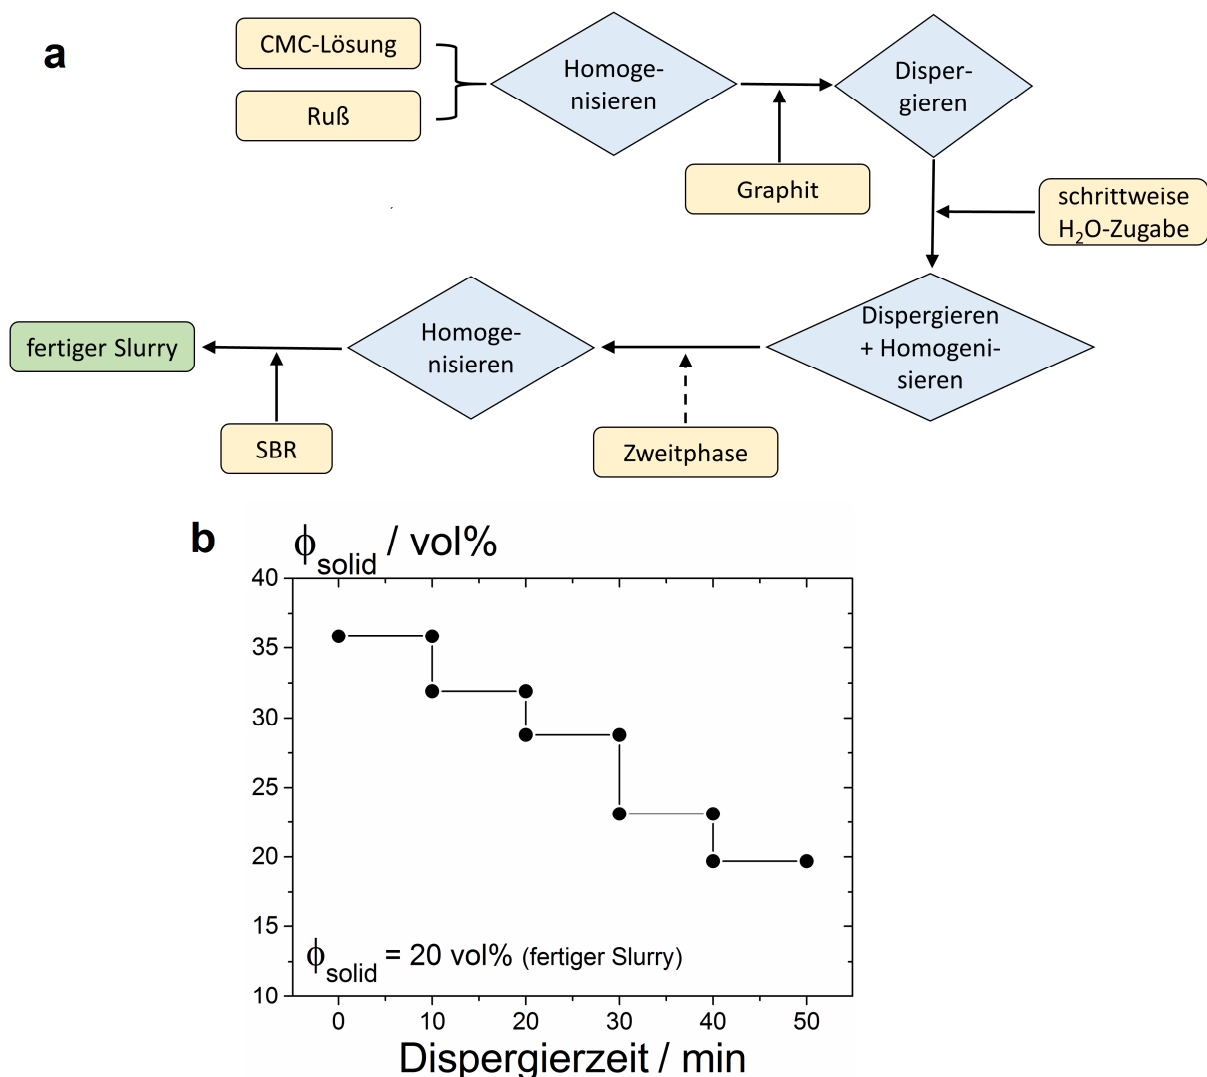 a
CMC-Lösung
Ruß
Homoge-
nisieren
Graphit
Disper-
gieren
schrittweise
H₂O-Zugabe
Dispergieren
+ Homogeni-
sieren
Zweitphase
Homoge-
nisieren
SBR
fertiger Slurry
b
ϕsolid / vol%
40
35
30
25
20
15
10
ϕsolid = 20 vol% (fertiger Slurry)
0 10 20 30 40 50
Dispergierzeit / min